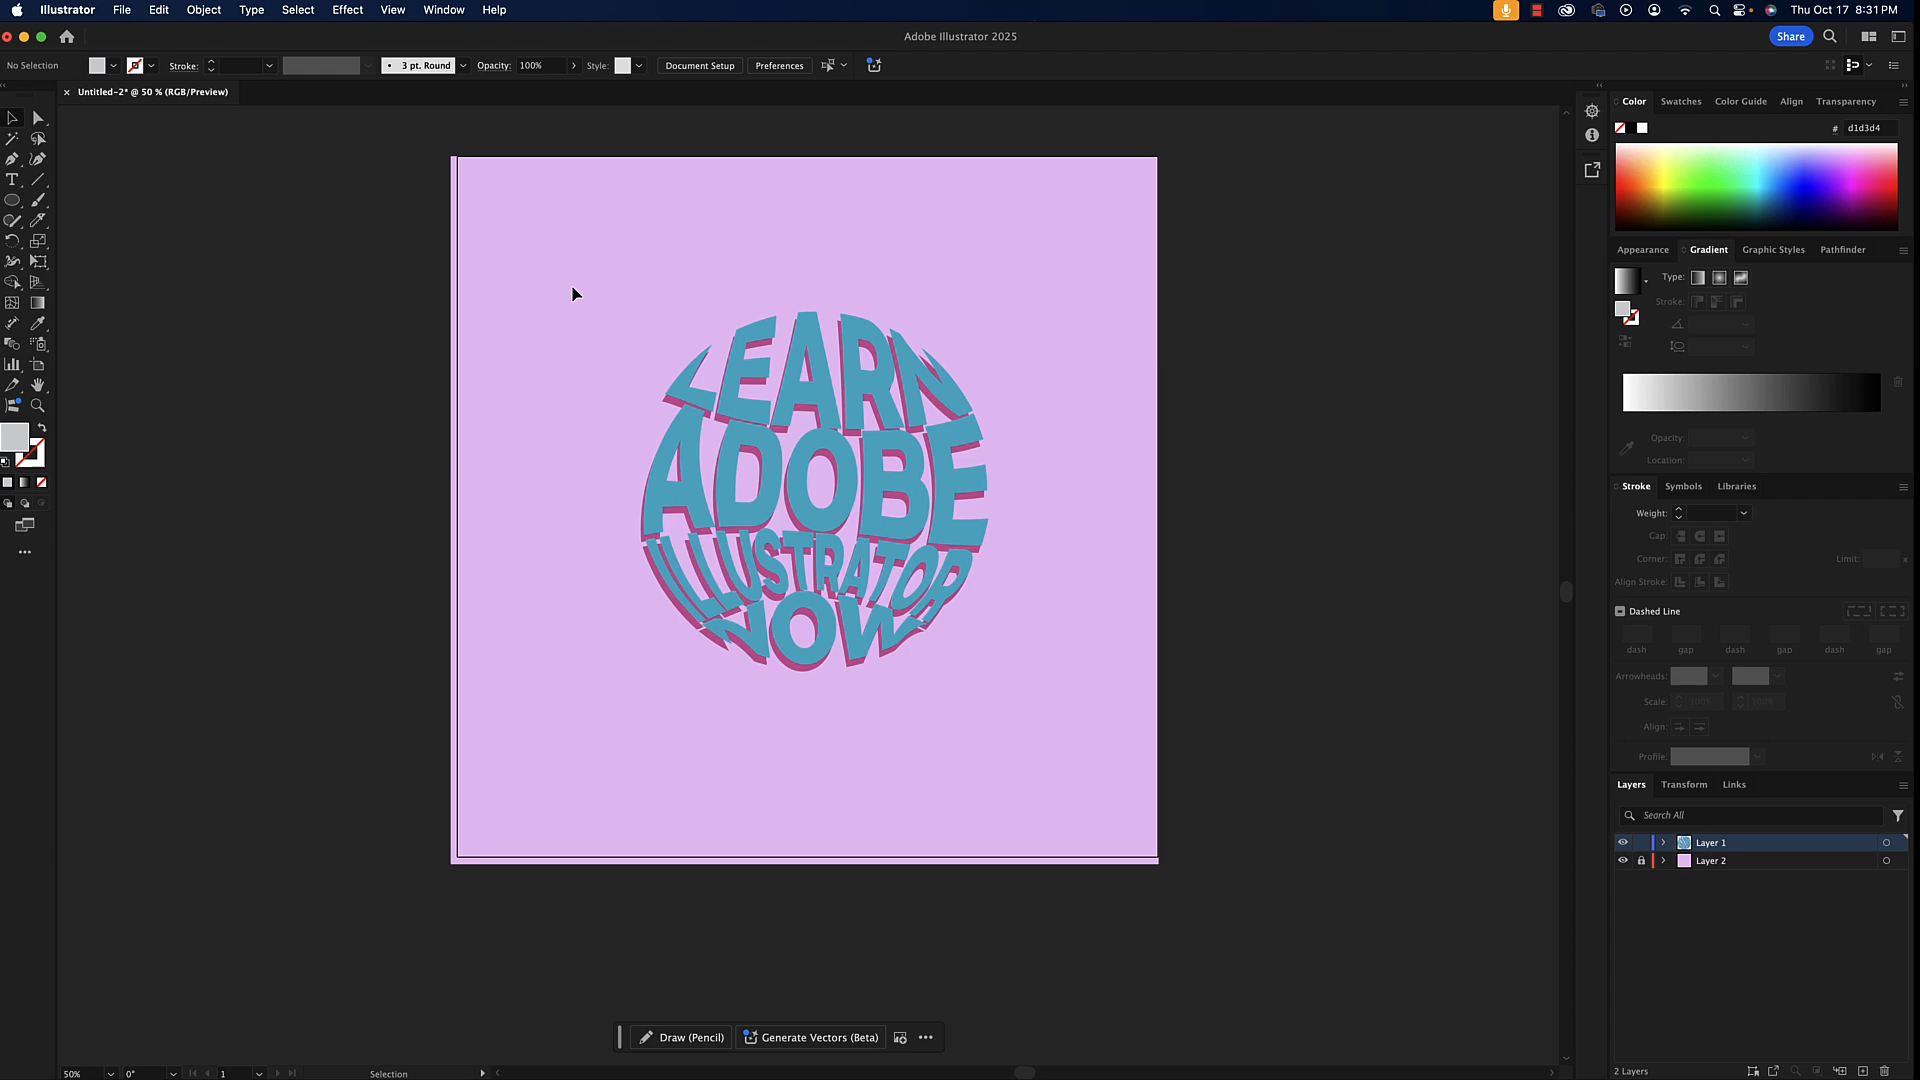 Illustrator File Edit Object Type Select Effect View Window Help Thu Oct 17 8:31 PM
Adobe Illustrator 2025 Share
No Selection Stroke: 3 pt. Round Opacity: 100% Style: Document Setup Preferences
× Untitled-2* @ 50 % (RGB/Preview)
Color Swatches Color Guide Align Transparency
# d1d3d4
LEARN
ADOBE
ILLUSTRATOR
NOW
Appearance Gradient Graphic Styles Pathfinder
Type:
Stroke:
Opacity:
Location:
Stroke Symbols Libraries
Weight:
Cap:
Corner: Limit: x
Align Stroke:
Dashed Line
dash gap dash gap dash gap
Arrowheads:
Scale: 100% 100%
Align:
Profile:
Layers Transform Links
Search All
Layer 1
Layer 2
2 Layers
Draw (Pencil) Generate Vectors (Beta)
50% 0° 1 Selection